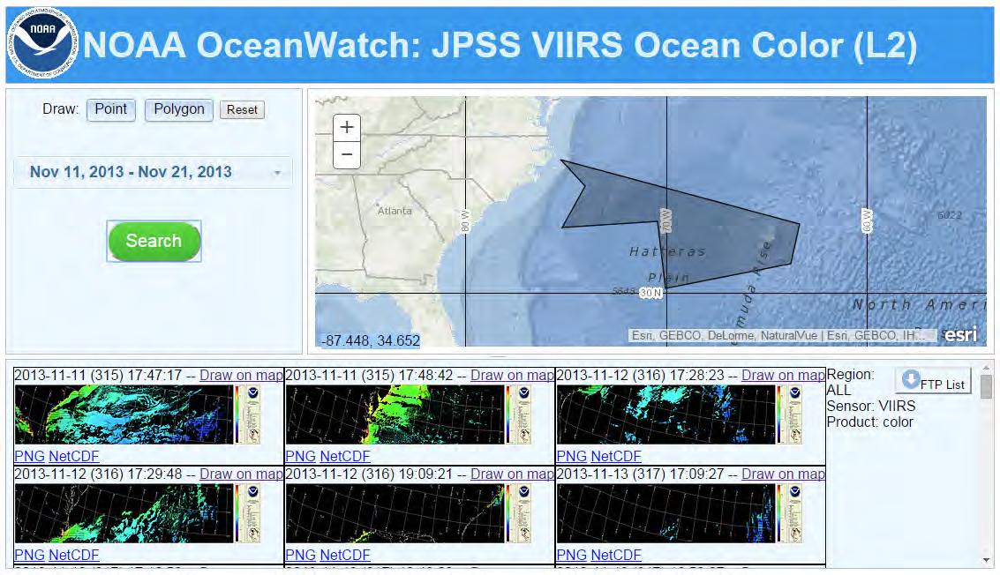 NOAA
NOAA OceanWatch: JPSS VIIRS Ocean Color (L2)
Draw: Point Polygon Reset
Nov 11, 2013 - Nov 21, 2013
Search
+
−
Atlanta
80 W
70 W
60 W
6022
Hatteras
Plain
5645
30 N
North Ameri
-87.448, 34.652
Esri, GEBCO, DeLorme, NaturalVue | Esri, GEBCO, IH...
esri
2013-11-11 (315) 17:47:17 -- Draw on map
PNG NetCDF
2013-11-11 (315) 17:48:42 -- Draw on map
PNG NetCDF
2013-11-12 (316) 17:28:23 -- Draw on map
PNG NetCDF
2013-11-12 (316) 17:29:48 -- Draw on map
PNG NetCDF
2013-11-12 (316) 19:09:21 -- Draw on map
PNG NetCDF
2013-11-13 (317) 17:09:27 -- Draw on map
PNG NetCDF
Region:
ALL
Sensor: VIIRS
Product: color
FTP List